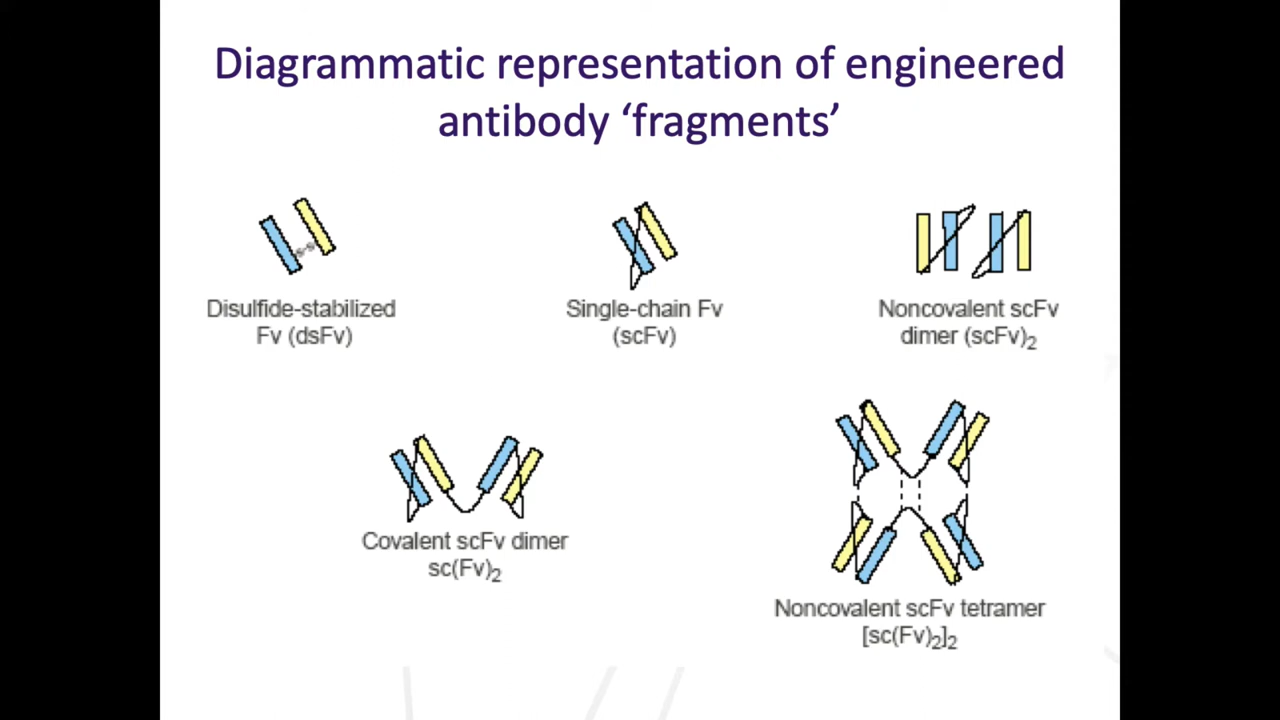 Diagrammatic representation of engineered
antibody ‘fragments’
S-S
Disulfide-stabilized
Fv (dsFv)
Single-chain Fv
(scFv)
Noncovalent scFv
dimer (scFv)₂
Covalent scFv dimer
sc(Fv)₂
Noncovalent scFv tetramer
[sc(Fv)₂]₂